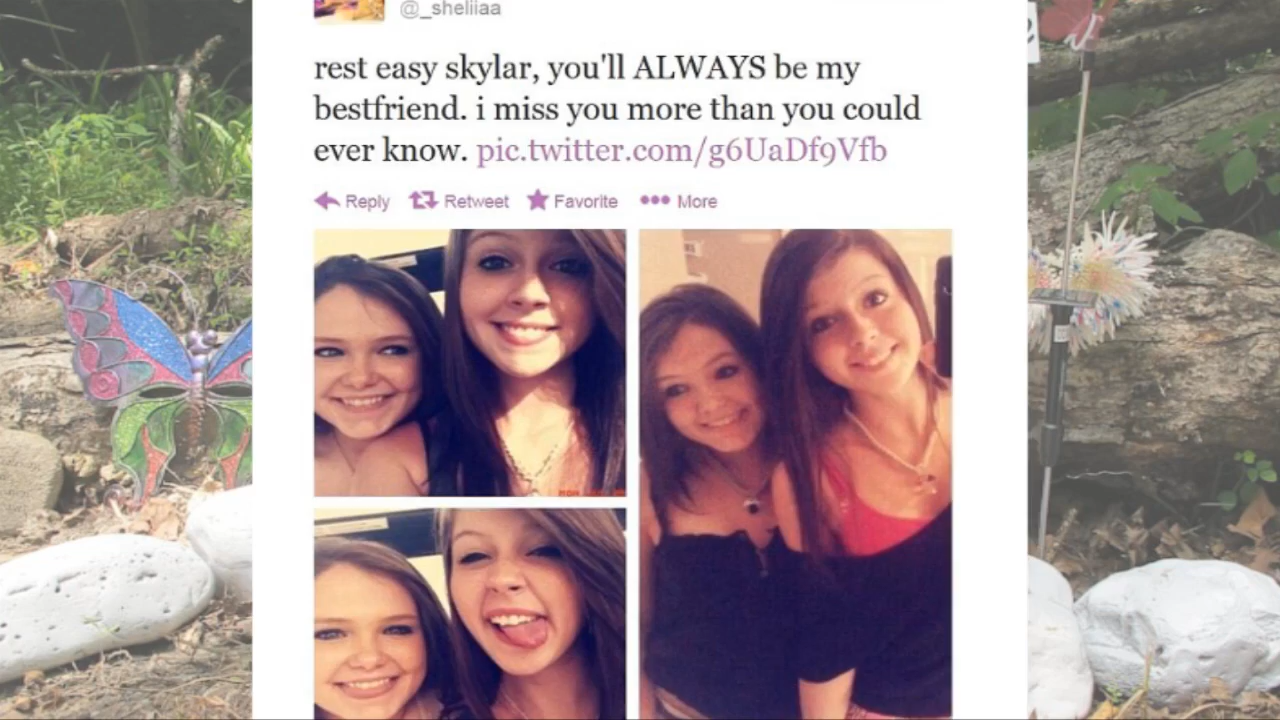 @_sheliiaa
rest easy skylar, you'll ALWAYS be my
bestfriend. i miss you more than you could
ever know. pic.twitter.com/g6UaDf9Vfb
Reply Retweet Favorite More